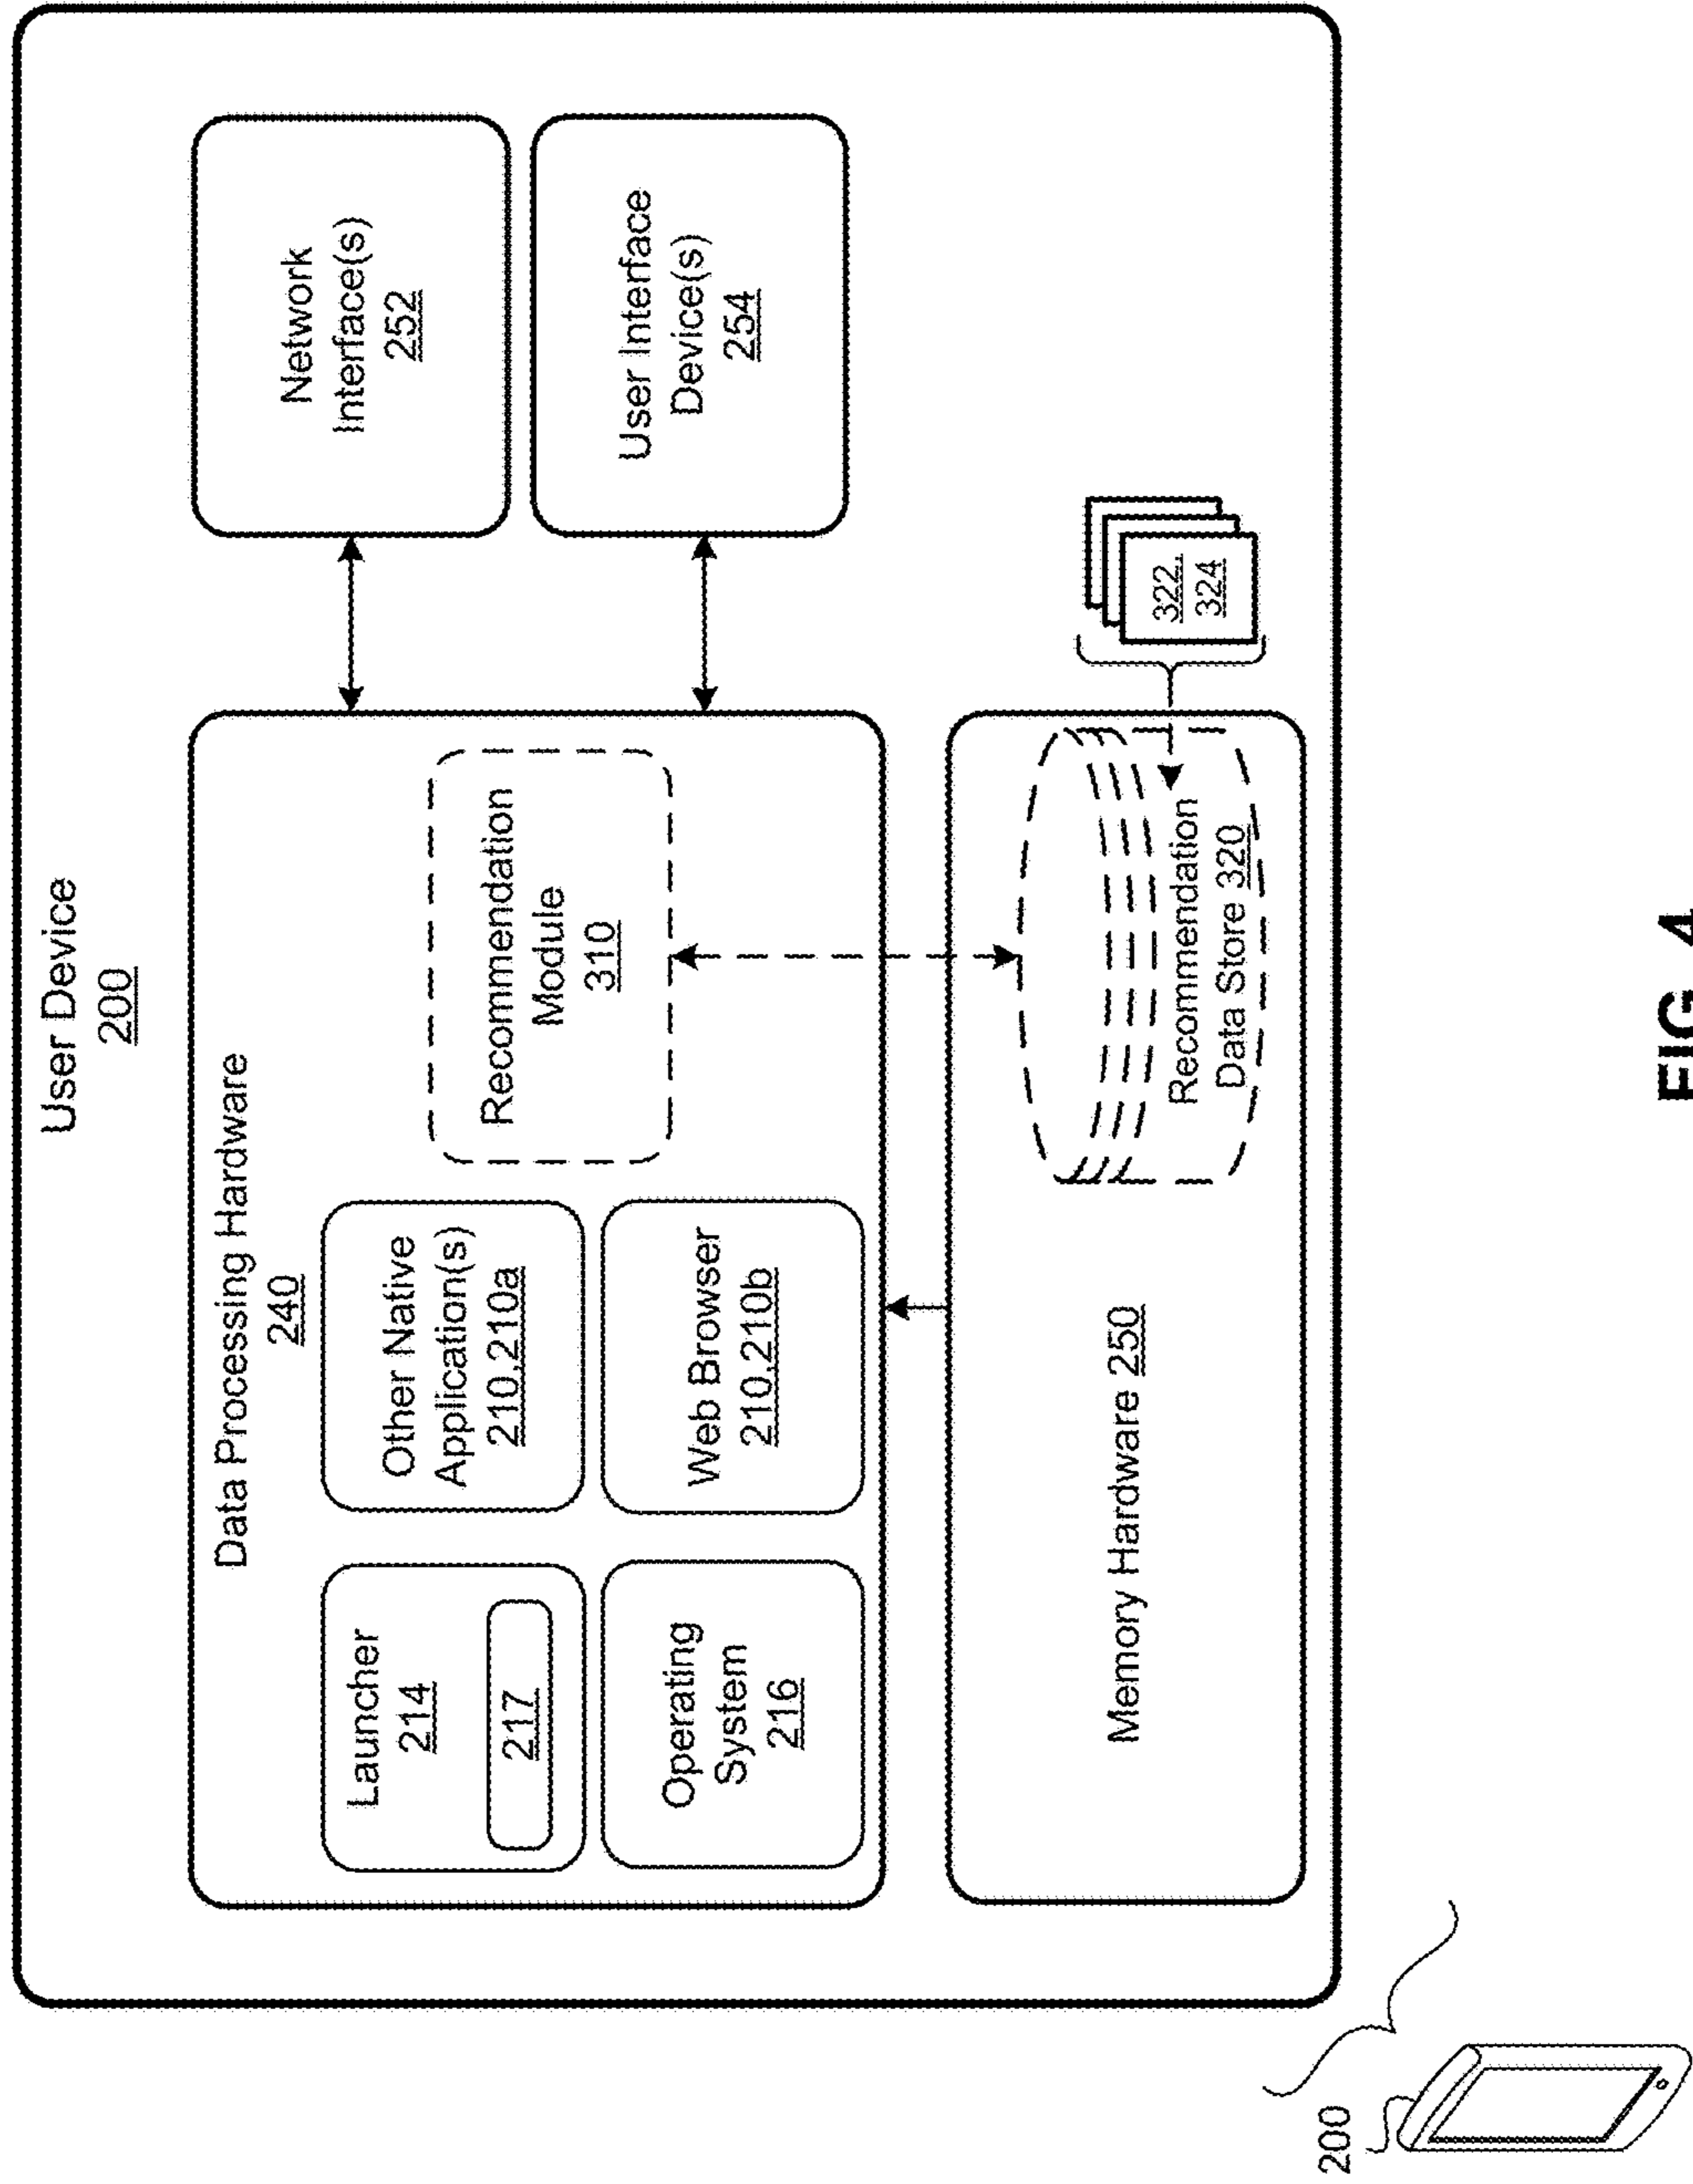 User Device
200
Data Processing Hardware
240
Launcher
214
217
Other Native
Application(s)
210,210a
Operating
System
216
Web Browser
210,210b
Recommendation
Module
310
Network
Interface(s)
252
User Interface
Device(s)
254
Memory Hardware 250
Recommendation
Data Store 320
322,
324
200
FIG. 4